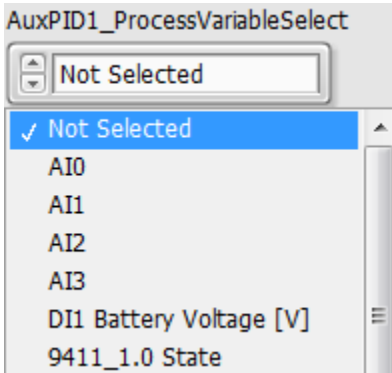 AuxPID1_ProcessVariableSelect
Not Selected
✓ Not Selected
AI0
AI1
AI2
AI3
DI1 Battery Voltage [V]
9411_1.0 State